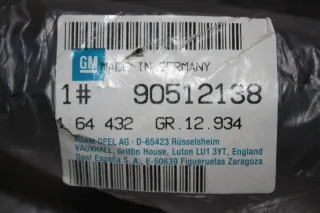 GM
MADE IN GERMANY
1# 90512138
1 64 432 GR.12.934
ADAM OPEL AG · D-65423 Rüsselsheim
VAUXHALL, Griffin House, Luton LU1 3YT, England
Opel España S. A., E-50639 Figueruelas Zaragoza